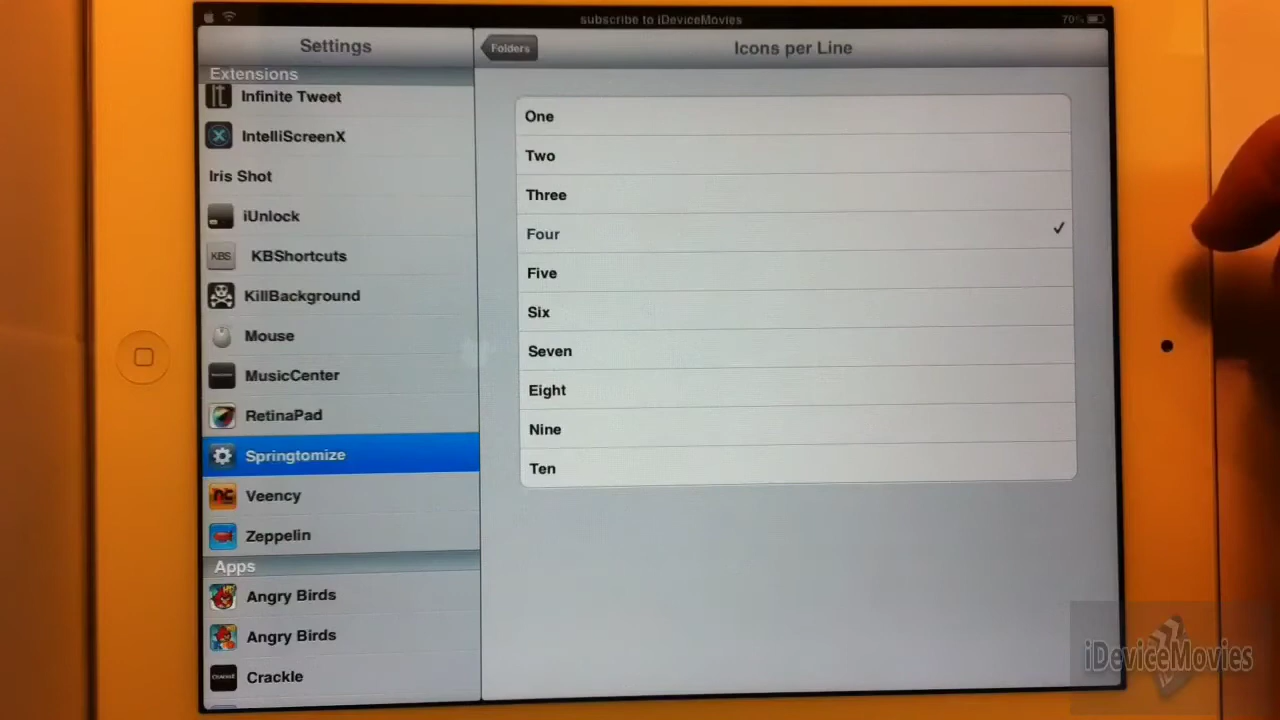 subscribe to iDeviceMovies
70%
Settings
Folders
Icons per Line
Extensions
Infinite Tweet
IntelliScreenX
Iris Shot
iUnlock
KBS
KBShortcuts
KillBackground
Mouse
MusicCenter
RetinaPad
Springtomize
Veency
Zeppelin
Apps
Angry Birds
Angry Birds
CRACKLE
Crackle
One
Two
Three
Four
Five
Six
Seven
Eight
Nine
Ten
iDeviceMovies